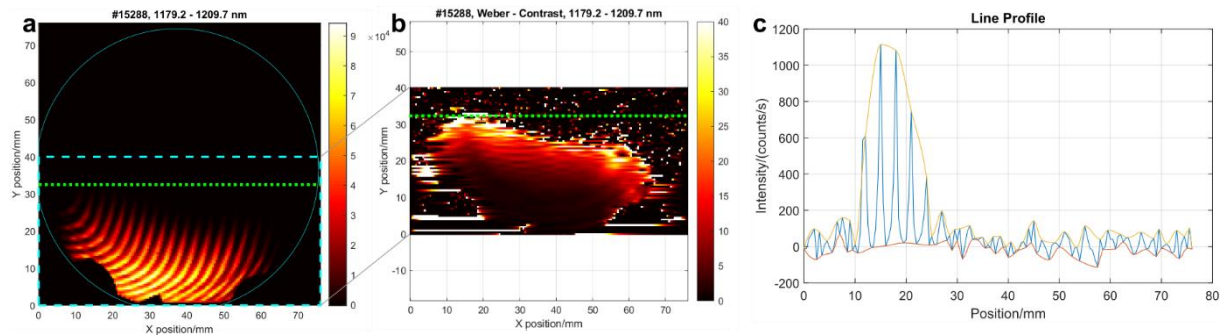 a
#15288, 1179.2 - 1209.7 nm
× 10⁴
Y position/mm
70
60
50
40
30
20
10
0
0 10 20 30 40 50 60 70
X position/mm
9
8
7
6
5
4
3
2
1
0
b
#15288, Weber - Contrast, 1179.2 - 1209.7 nm
Y position/mm
50
40
30
20
10
0
-10
0 10 20 30 40 50 60 70
X position/mm
40
35
30
25
20
15
10
5
0
c
Line Profile
Intensity/(counts/s)
1200
1000
800
600
400
200
0
-200
0 10 20 30 40 50 60 70 80
Position/mm